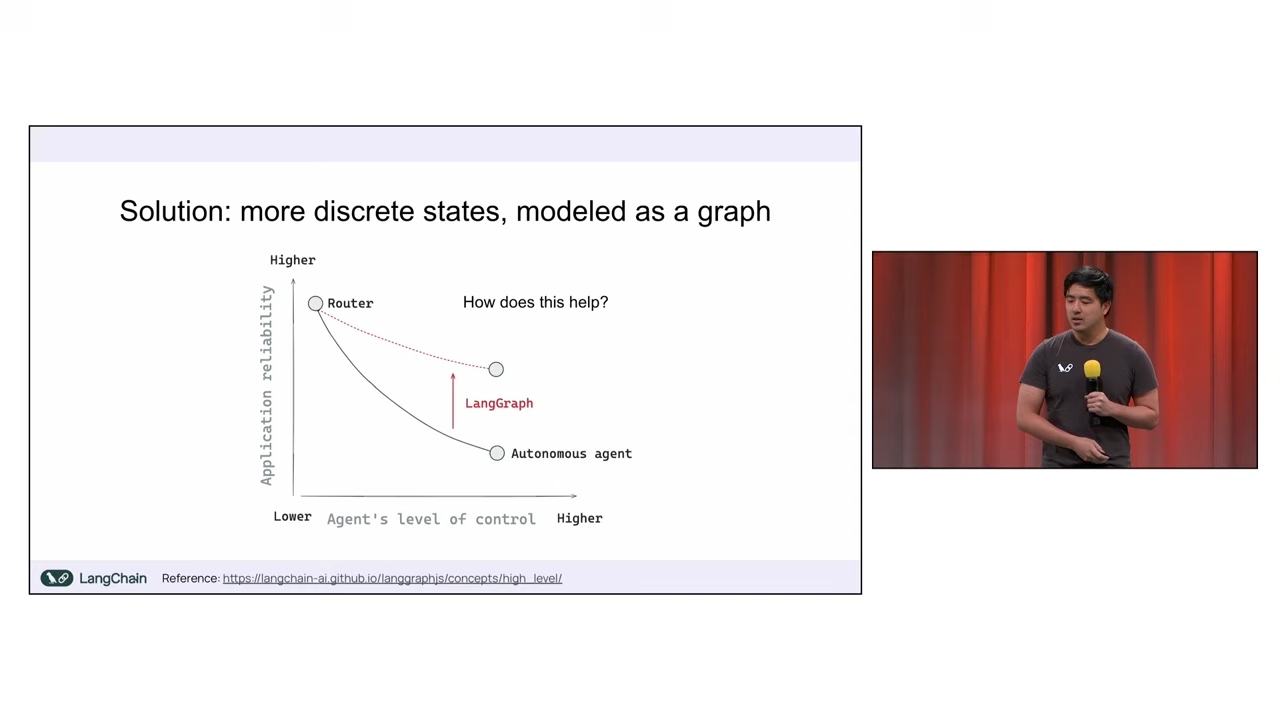 Solution: more discrete states, modeled as a graph
Higher
Application reliability
Router
How does this help?
LangGraph
Autonomous agent
Lower
Agent's level of control
Higher
LangChain
Reference: https://langchain-ai.github.io/langgraphjs/concepts/high_level/